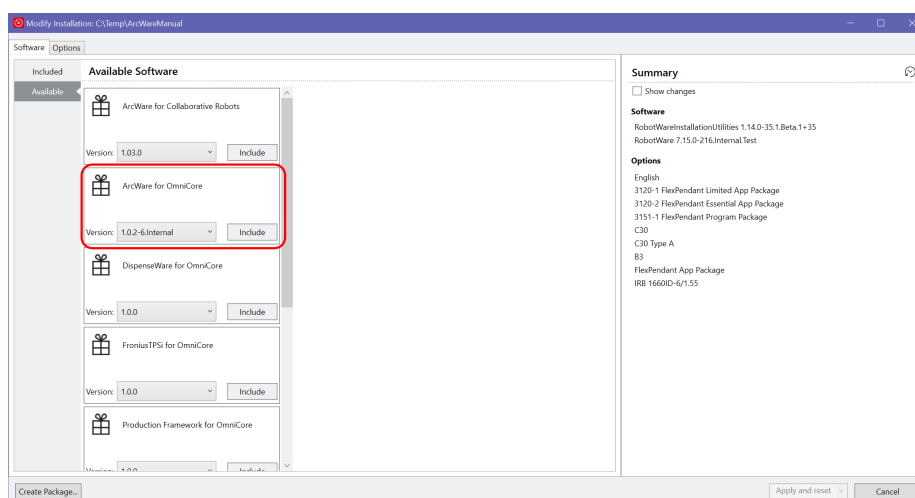 Modify Installation: C:\Temp\ArcWareManual
Software Options
Included
Available
Available Software
ArcWare for Collaborative Robots
Version: 1.03.0 Include
ArcWare for OmniCore
Version: 1.0.2-6.Internal Include
DispenseWare for OmniCore
Version: 1.0.0 Include
FroniusTPSi for OmniCore
Version: 1.0.0 Include
Production Framework for OmniCore
Version: 1.0.0 Include
Summary
Show changes
Software
RobotWareInstallationUtilities 1.14.0-35.1.Beta.1+35
RobotWare 7.15.0-216.Internal.Test
Options
English
3120-1 FlexPendant Limited App Package
3120-2 FlexPendant Essential App Package
3151-1 FlexPendant Program Package
C30
C30 Type A
B3
FlexPendant App Package
IRB 1660ID-6/1.55
Create Package...
Apply and reset
Cancel